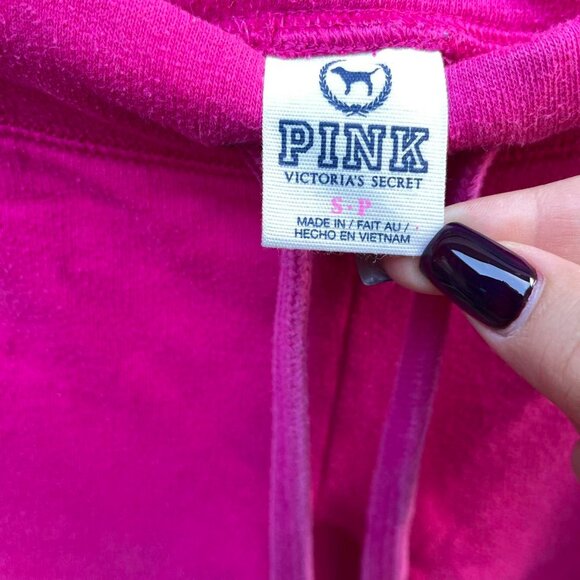 PINK
VICTORIA'S SECRET
S • P
MADE IN / FAIT AU /
HECHO EN VIETNAM